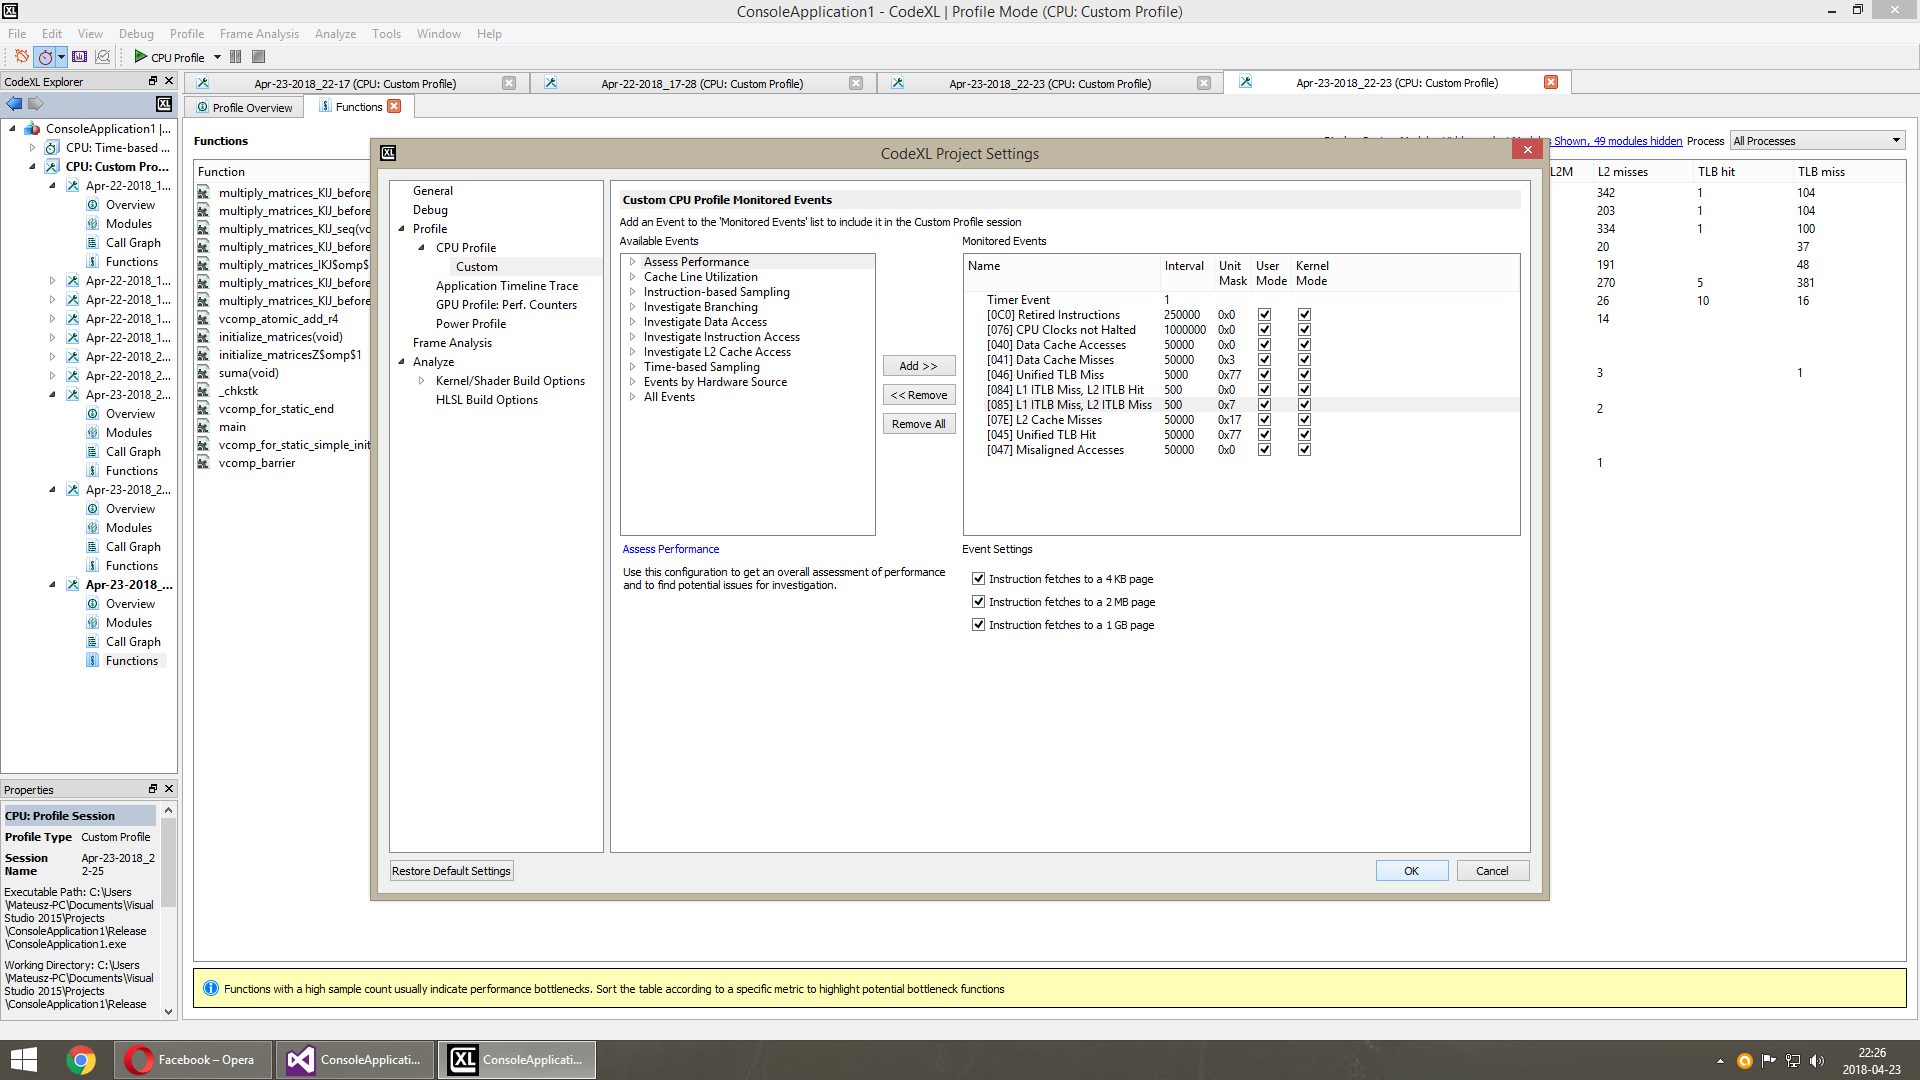 ConsoleApplication1 - CodeXL | Profile Mode (CPU: Custom Profile)
File Edit View Debug Profile Frame Analysis Analyze Tools Window Help
CPU Profile
CodeXL Explorer
Apr-23-2018_22-17 (CPU: Custom Profile)
Apr-22-2018_17-28 (CPU: Custom Profile)
Apr-23-2018_22-23 (CPU: Custom Profile)
Apr-23-2018_22-23 (CPU: Custom Profile)
Profile Overview
Functions
ConsoleApplication1 |...
CPU: Time-based ...
CPU: Custom Pro...
Apr-22-2018_1...
Overview
Modules
Call Graph
Functions
Apr-22-2018_1...
Apr-22-2018_1...
Apr-22-2018_1...
Apr-22-2018_1...
Apr-22-2018_2...
Apr-22-2018_2...
Apr-23-2018_2...
Overview
Modules
Call Graph
Functions
Apr-23-2018_2...
Overview
Modules
Call Graph
Functions
Apr-23-2018_...
Overview
Modules
Call Graph
Functions
Properties
CPU: Profile Session
Profile Type Custom Profile
Session Name Apr-23-2018_22-25
Executable Path: C:\Users
\Mateusz-PC\Documents\Visual
Studio 2015\Projects
\ConsoleApplication1\Release
\ConsoleApplication1.exe
Working Directory: C:\Users
\Mateusz-PC\Documents\Visual
Studio 2015\Projects
\ConsoleApplication1\Release
Functions
Shown, 49 modules hidden Process All Processes
Function
multiply_matrices_KIJ_before
multiply_matrices_KIJ_before
multiply_matrices_KIJ_seq(vo
multiply_matrices_KIJ_before
multiply_matrices_IKJ$omp$
multiply_matrices_KIJ_before
multiply_matrices_KIJ_before
vcomp_atomic_add_r4
initialize_matrices(void)
initialize_matricesZ$omp$1
suma(void)
_chkstk
vcomp_for_static_end
main
vcomp_for_static_simple_init
vcomp_barrier
L2M L2 misses TLB hit TLB miss
342 1 104
203 1 104
334 1 100
20 37
191 48
270 5 381
26 10 16
14
3 1
2
1
CodeXL Project Settings
General
Debug
Profile
CPU Profile
Custom
Application Timeline Trace
GPU Profile: Perf. Counters
Power Profile
Frame Analysis
Analyze
Kernel/Shader Build Options
HLSL Build Options
Custom CPU Profile Monitored Events
Add an Event to the 'Monitored Events' list to include it in the Custom Profile session
Available Events
Assess Performance
Cache Line Utilization
Instruction-based Sampling
Investigate Branching
Investigate Data Access
Investigate Instruction Access
Investigate L2 Cache Access
Time-based Sampling
Events by Hardware Source
All Events
Add >>
<< Remove
Remove All
Monitored Events
Name Interval Unit Mask User Mode Kernel Mode
Timer Event 1
[0C0] Retired Instructions 250000 0x0
[076] CPU Clocks not Halted 1000000 0x0
[040] Data Cache Accesses 50000 0x0
[041] Data Cache Misses 50000 0x3
[046] Unified TLB Miss 5000 0x77
[084] L1 ITLB Miss, L2 ITLB Hit 500 0x0
[085] L1 ITLB Miss, L2 ITLB Miss 500 0x7
[07E] L2 Cache Misses 50000 0x17
[045] Unified TLB Hit 50000 0x77
[047] Misaligned Accesses 50000 0x0
Assess Performance
Use this configuration to get an overall assessment of performance
and to find potential issues for investigation.
Event Settings
Instruction fetches to a 4 KB page
Instruction fetches to a 2 MB page
Instruction fetches to a 1 GB page
Restore Default Settings
OK
Cancel
Functions with a high sample count usually indicate performance bottlenecks. Sort the table according to a specific metric to highlight potential bottleneck functions
Facebook – Opera
ConsoleApplicati...
ConsoleApplicati...
22:26
2018-04-23